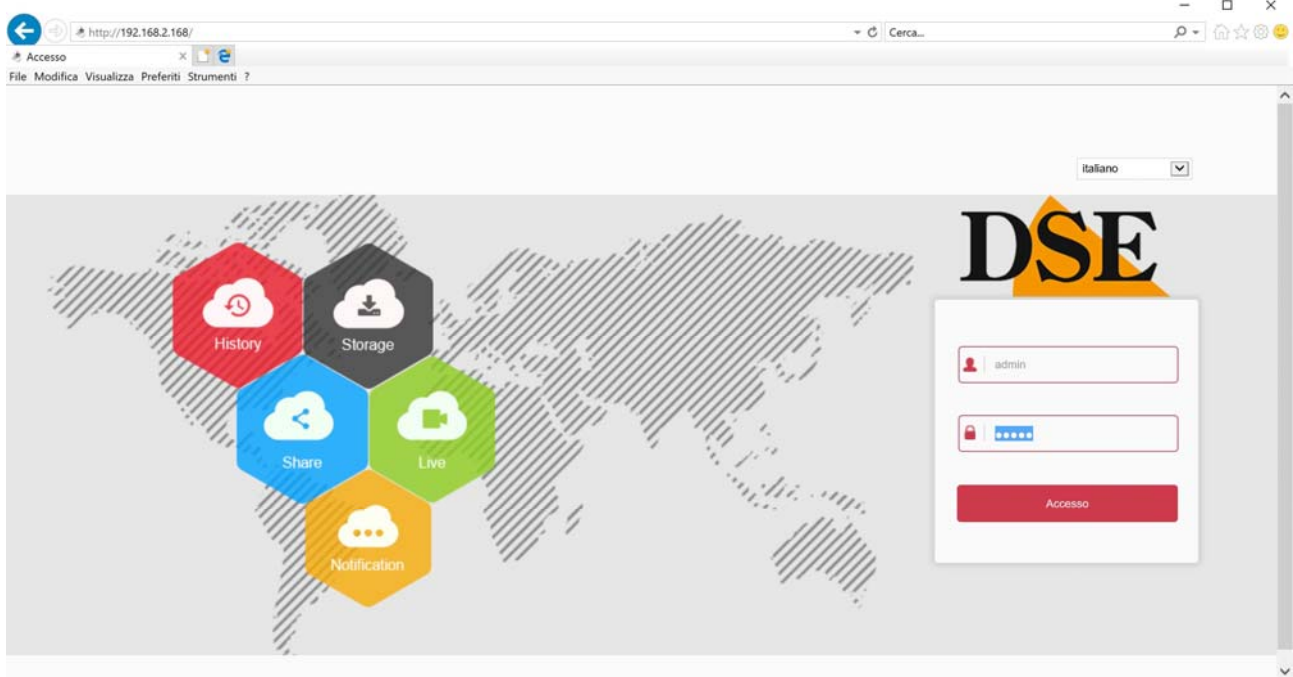 http://192.168.2.168/
Cerca...
Accesso
File Modifica Visualizza Preferiti Strumenti ?
italiano
DSE
History
Storage
admin
•••••
Share
Live
Accesso
Notification